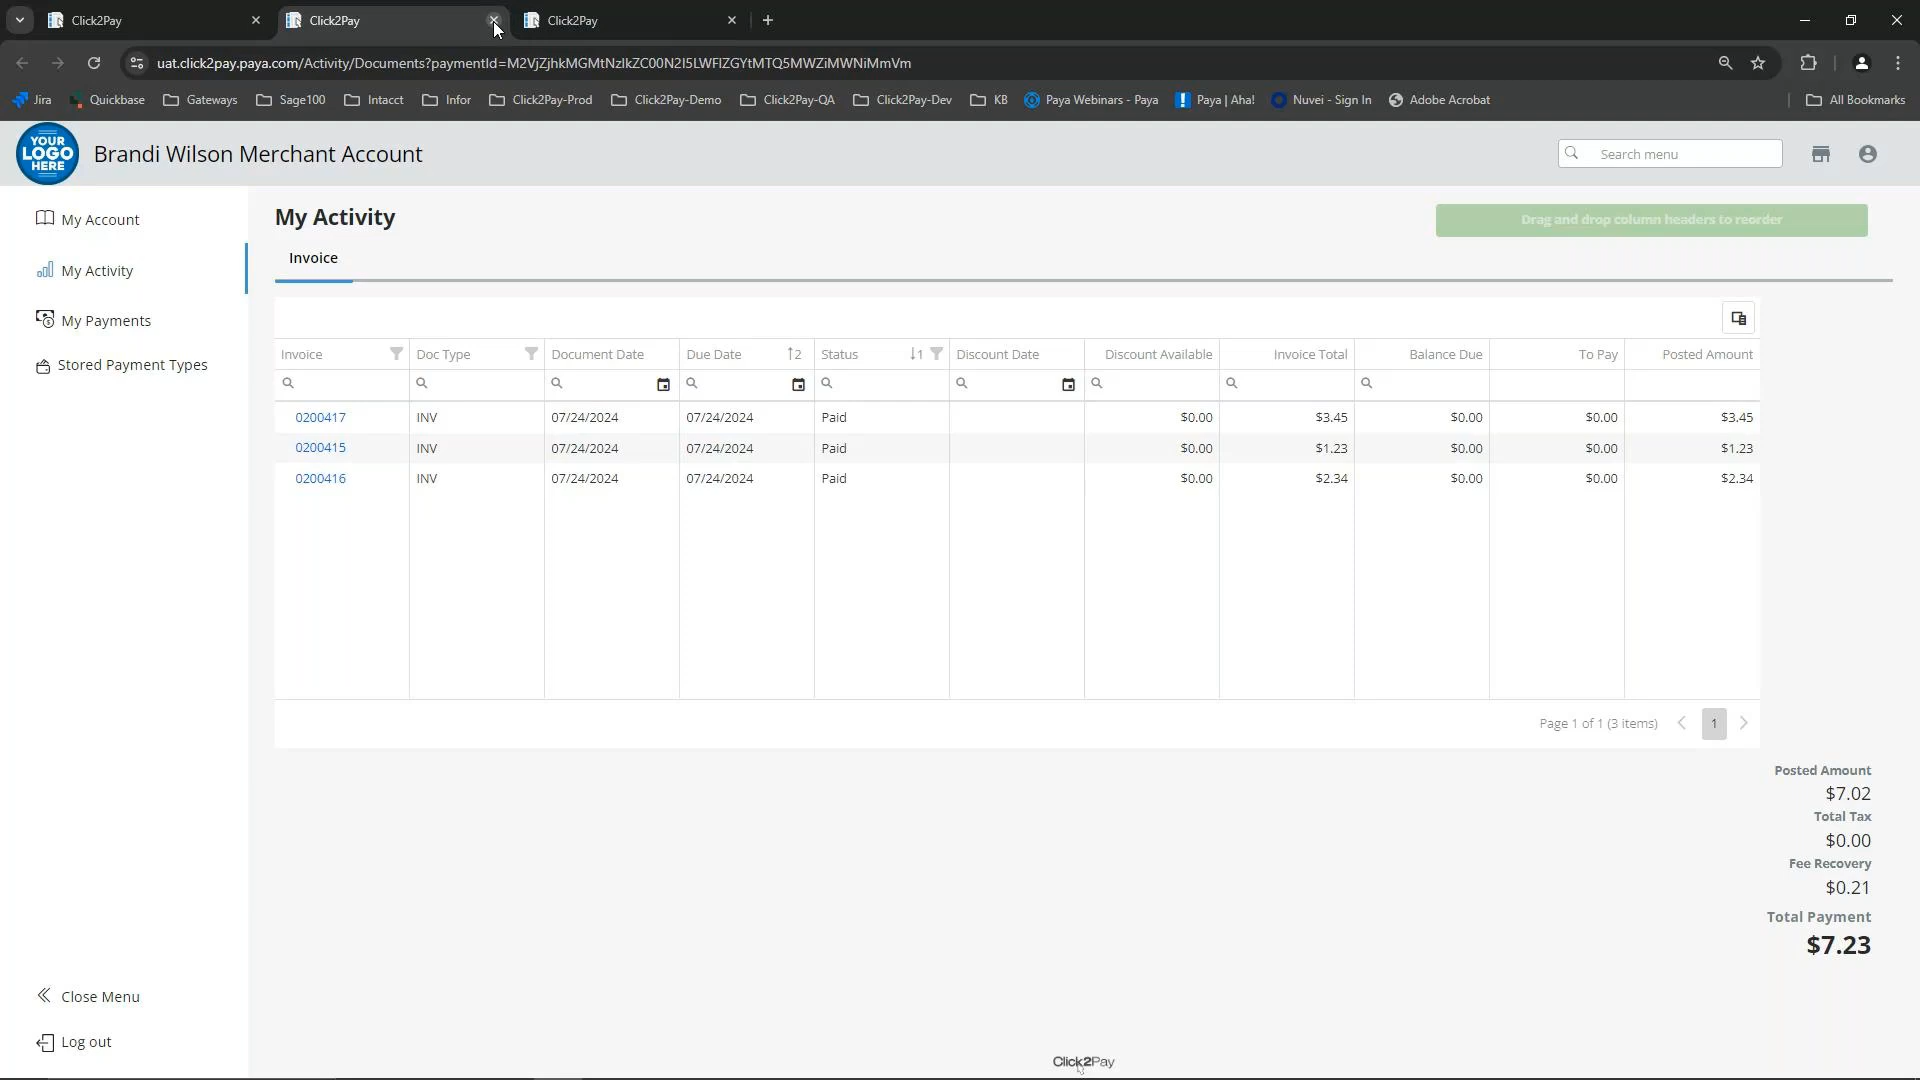 Click2Pay
Click2Pay
Click2Pay
uat.click2pay.paya.com/Activity/Documents?paymentId=M2VjZjhkMGMtNzlkZC00N2I5LWFlZGYtMTQ5MWZiMWNiMmVm
Jira Quickbase Gateways Sage100 Intacct Infor Click2Pay-Prod Click2Pay-Demo Click2Pay-QA Click2Pay-Dev KB Paya Webinars - Paya Paya | Aha! Nuvei - Sign In Adobe Acrobat All Bookmarks
YOUR
LOGO
HERE
Brandi Wilson Merchant Account
Search menu
My Account
My Activity
My Payments
Stored Payment Types
Close Menu
Log out
My Activity
Drag and drop column headers to reorder
Invoice
Invoice Doc Type Document Date Due Date 2 Status 1 Discount Date Discount Available Invoice Total Balance Due To Pay Posted Amount
0200417 INV 07/24/2024 07/24/2024 Paid $0.00 $3.45 $0.00 $0.00 $3.45
0200415 INV 07/24/2024 07/24/2024 Paid $0.00 $1.23 $0.00 $0.00 $1.23
0200416 INV 07/24/2024 07/24/2024 Paid $0.00 $2.34 $0.00 $0.00 $2.34
Page 1 of 1 (3 items) 1
Posted Amount
$7.02
Total Tax
$0.00
Fee Recovery
$0.21
Total Payment
$7.23
Click2Pay